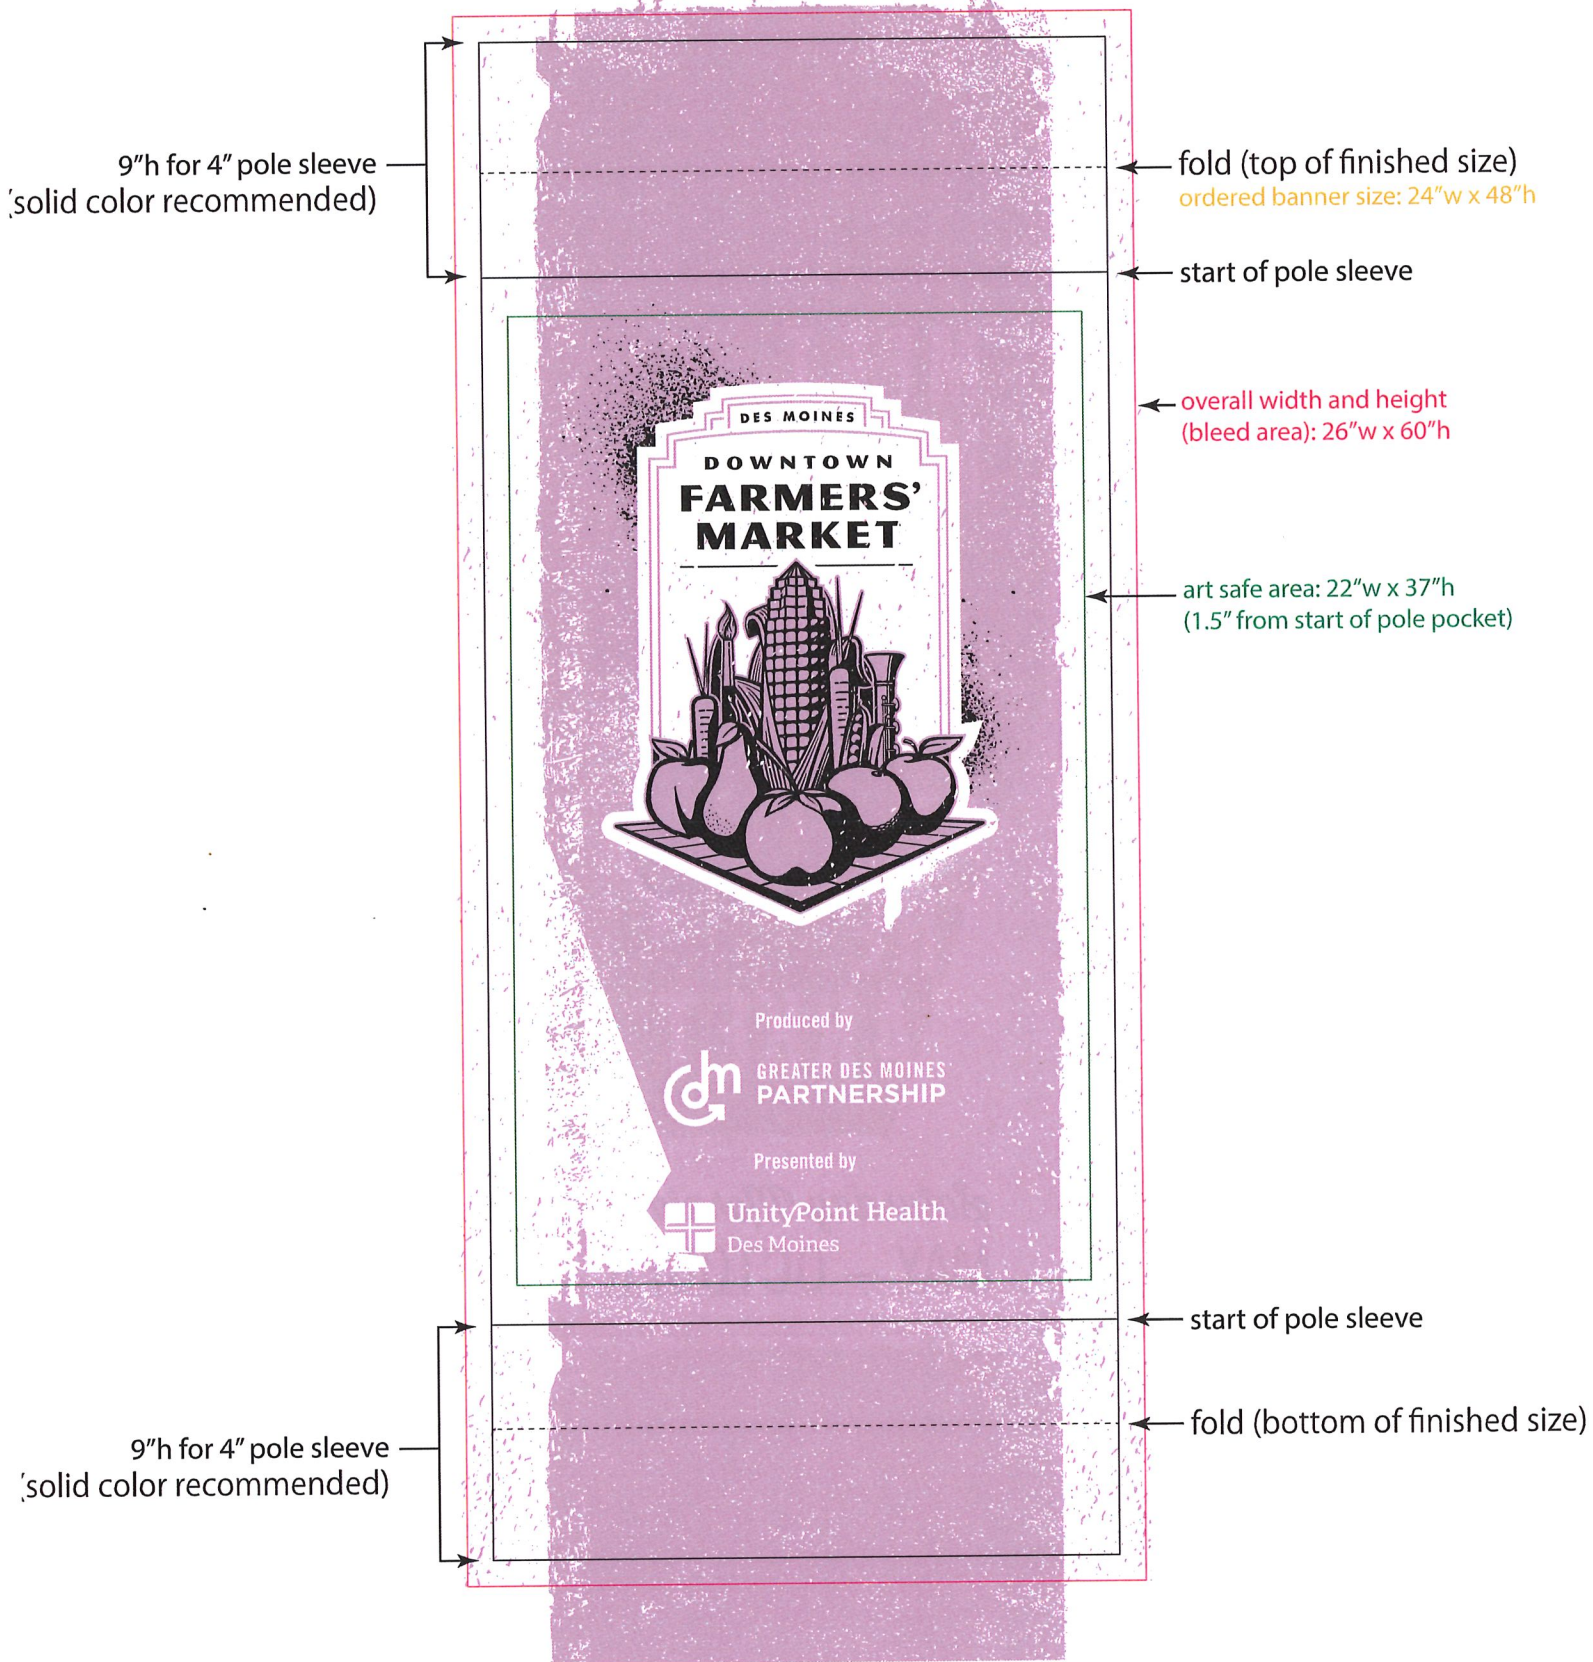 9"h for 4" pole sleeve
(solid color recommended)
fold (top of finished size)
ordered banner size: 24"w x 48"h
start of pole sleeve
overall width and height
(bleed area): 26"w x 60"h
art safe area: 22"w x 37"h
(1.5" from start of pole pocket)
DES MOINES
DOWNTOWN
FARMERS'
MARKET
Produced by
dm
GREATER DES MOINES
PARTNERSHIP
Presented by
UnityPoint Health
Des Moines
start of pole sleeve
fold (bottom of finished size)
9"h for 4" pole sleeve
(solid color recommended)